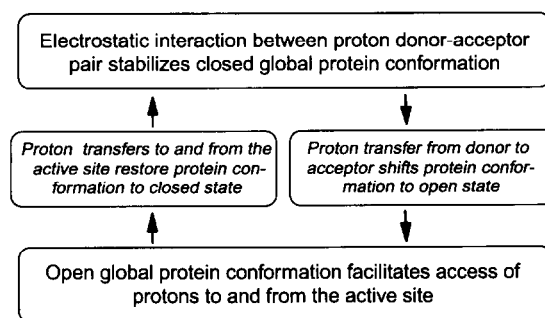 Electrostatic interaction between proton donor-acceptor
pair stabilizes closed global protein conformation
Proton transfers to and from the
active site restore protein con-
formation to closed state
Proton transfer from donor to
acceptor shifts protein confor-
mation to open state
Open global protein conformation facilitates access of
protons to and from the active site